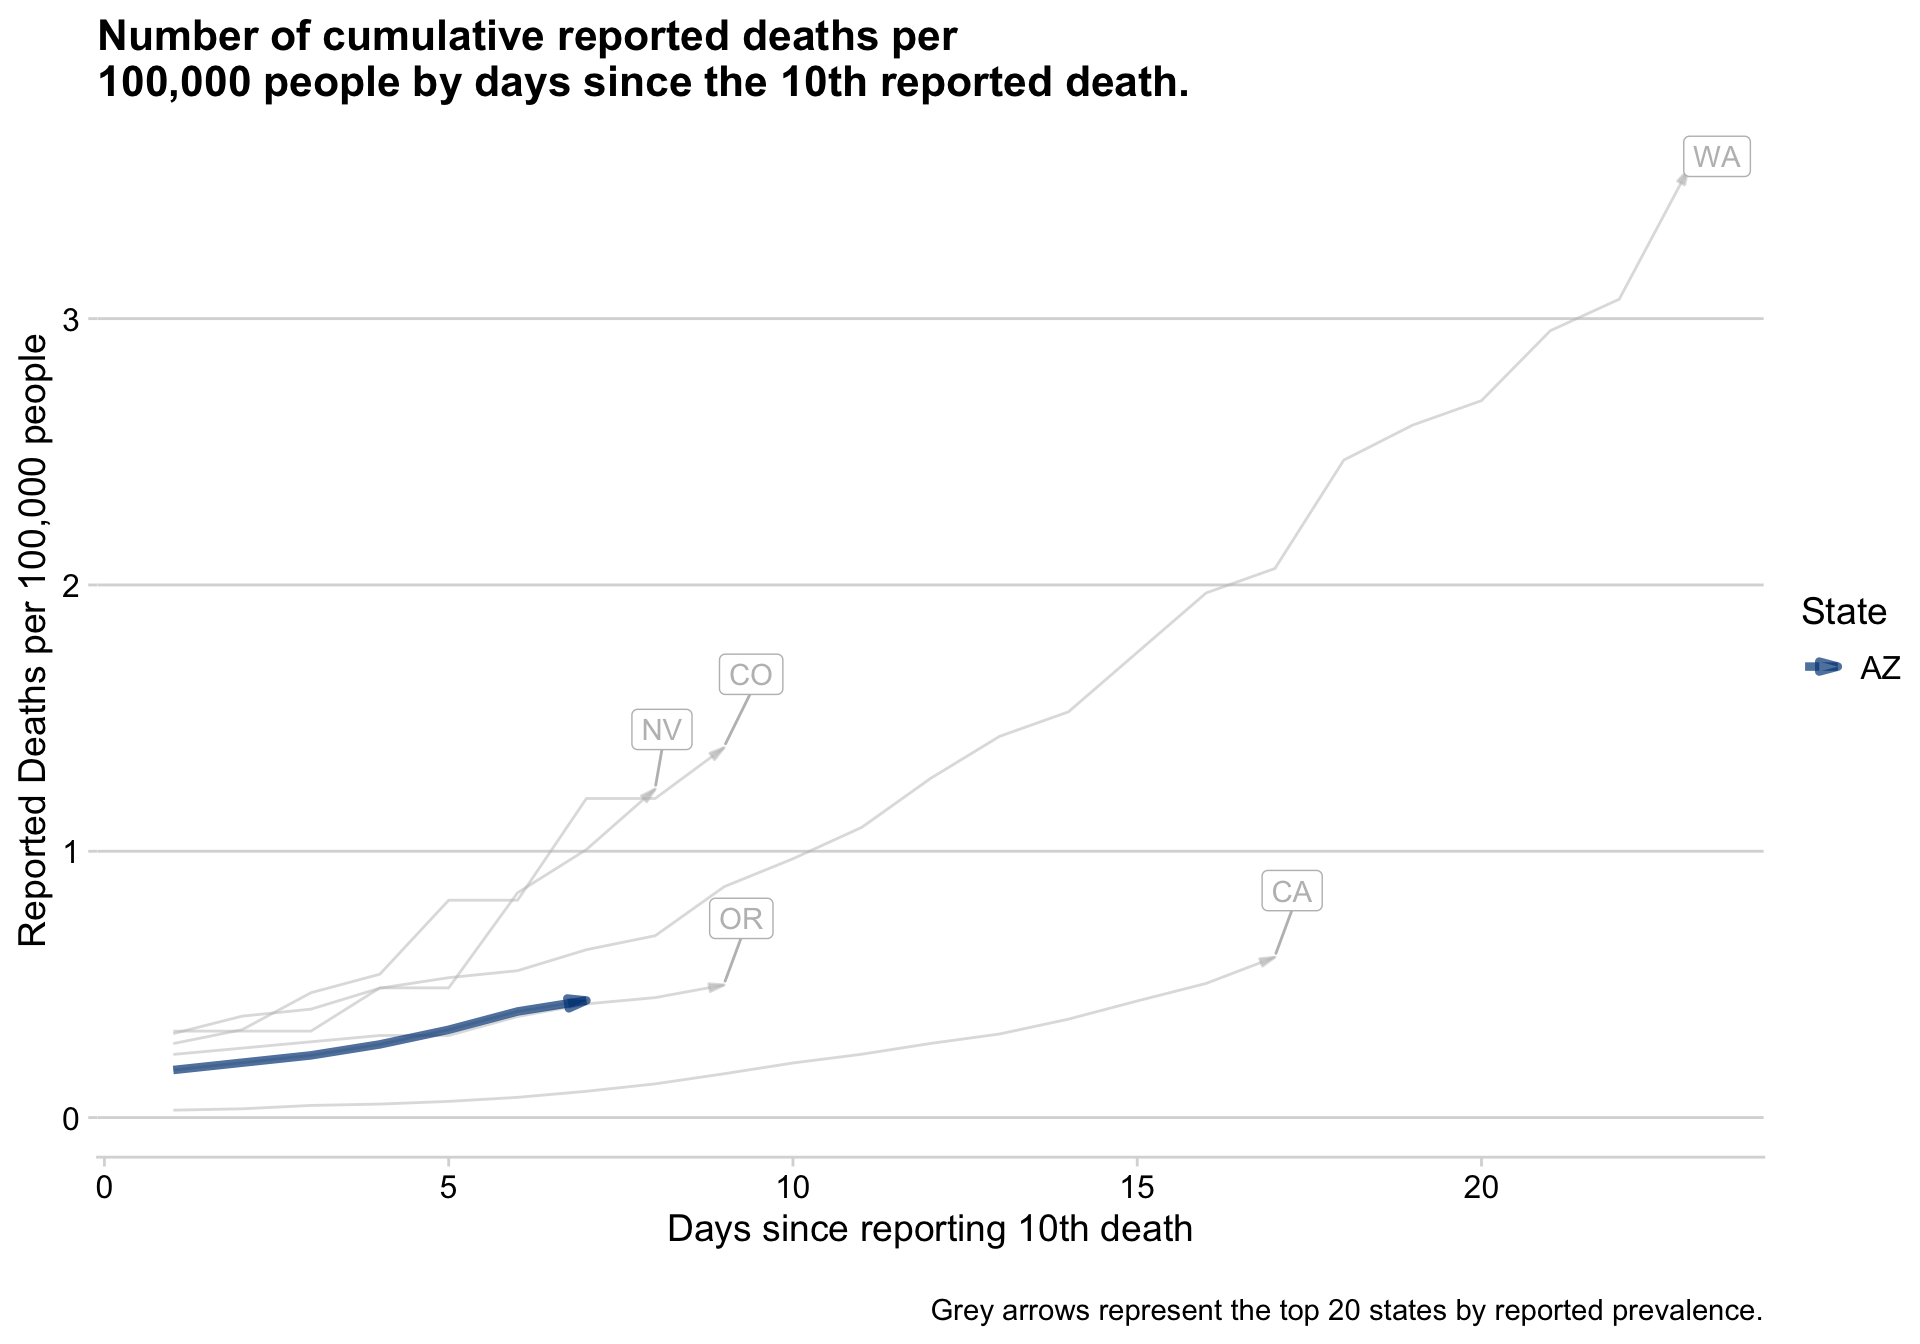 Number of cumulative reported deaths per
100,000 people by days since the 10th reported death.
WA
3
2
CO
NV
1
CA
OR
0
Reported Deaths per 100,000 people
0 5 10 15 20
Days since reporting 10th death
State
AZ
Grey arrows represent the top 20 states by reported prevalence.